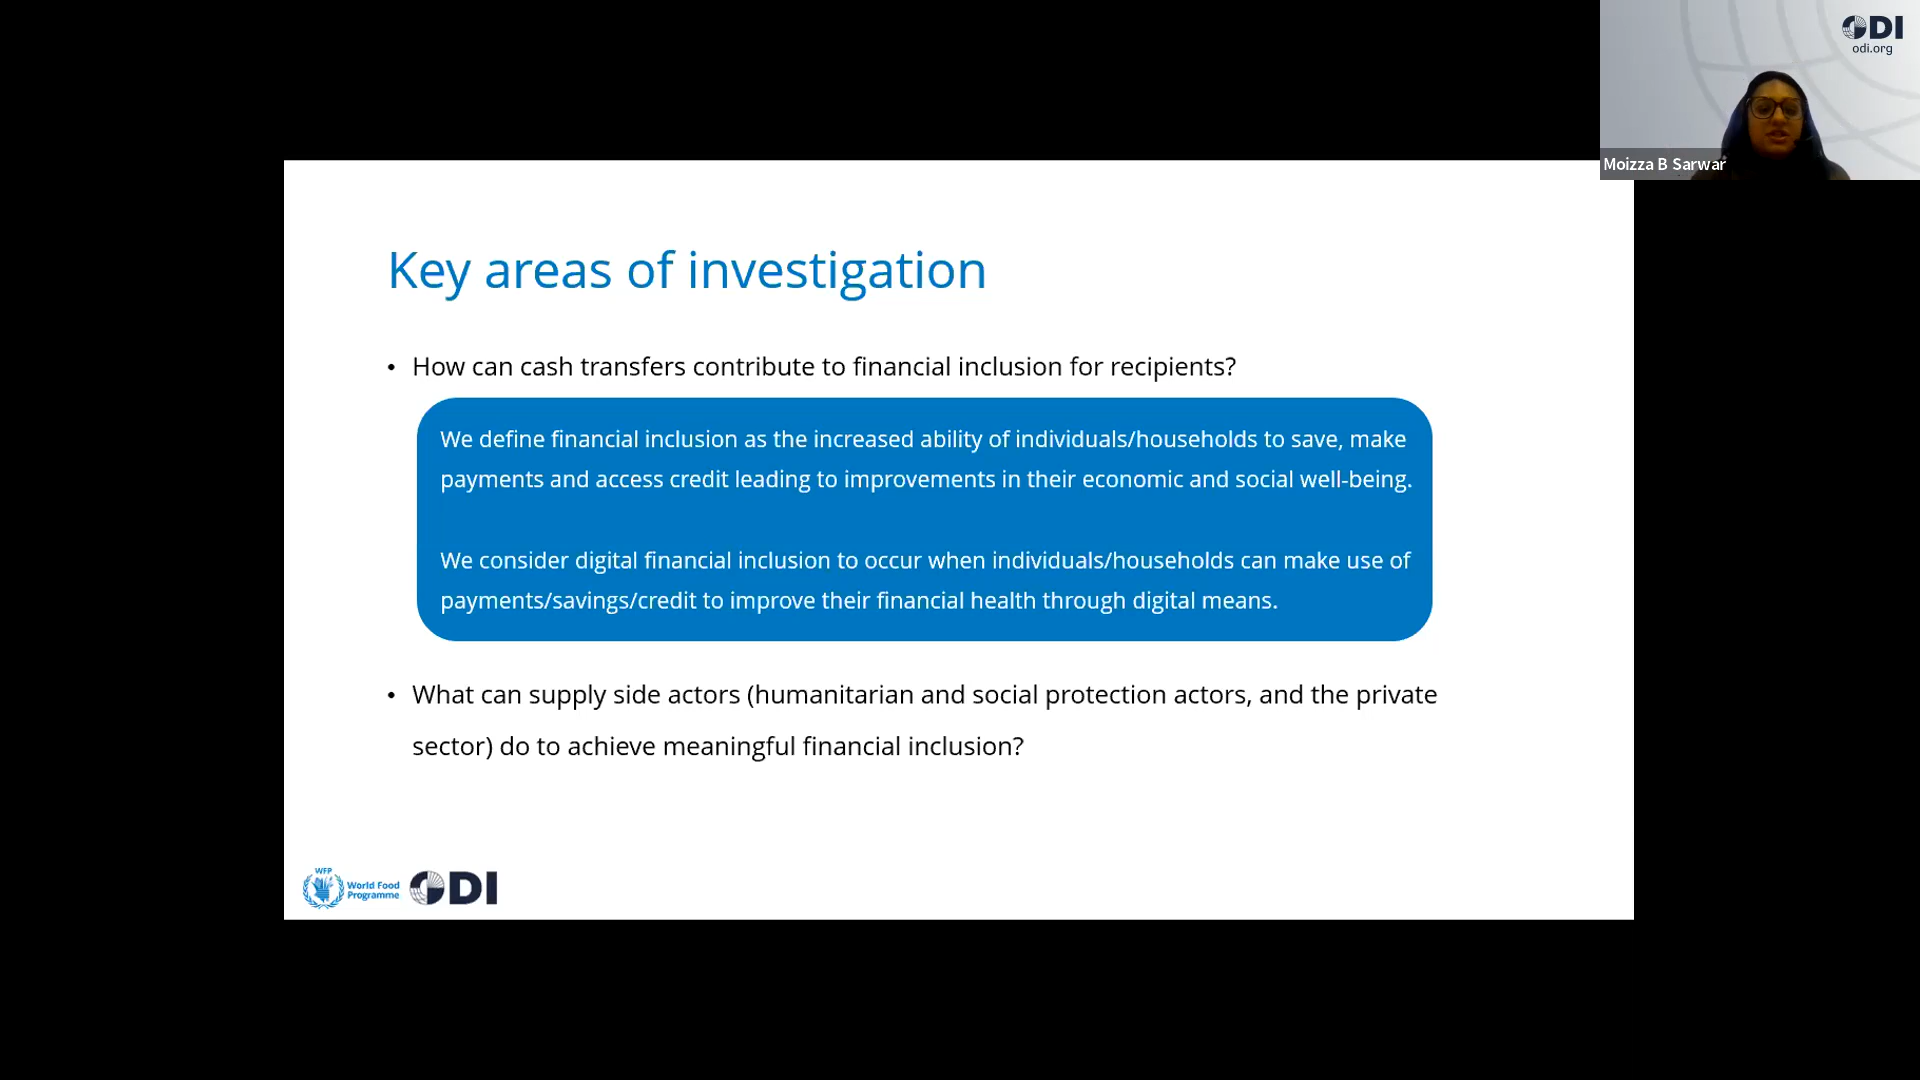 ODI
odi.org
Moizza B Sarwar
Key areas of investigation
• How can cash transfers contribute to financial inclusion for recipients?
We define financial inclusion as the increased ability of individuals/households to save, make
payments and access credit leading to improvements in their economic and social well-being.
We consider digital financial inclusion to occur when individuals/households can make use of
payments/savings/credit to improve their financial health through digital means.
• What can supply side actors (humanitarian and social protection actors, and the private
sector) do to achieve meaningful financial inclusion?
WFP
World Food
Programme
ODI